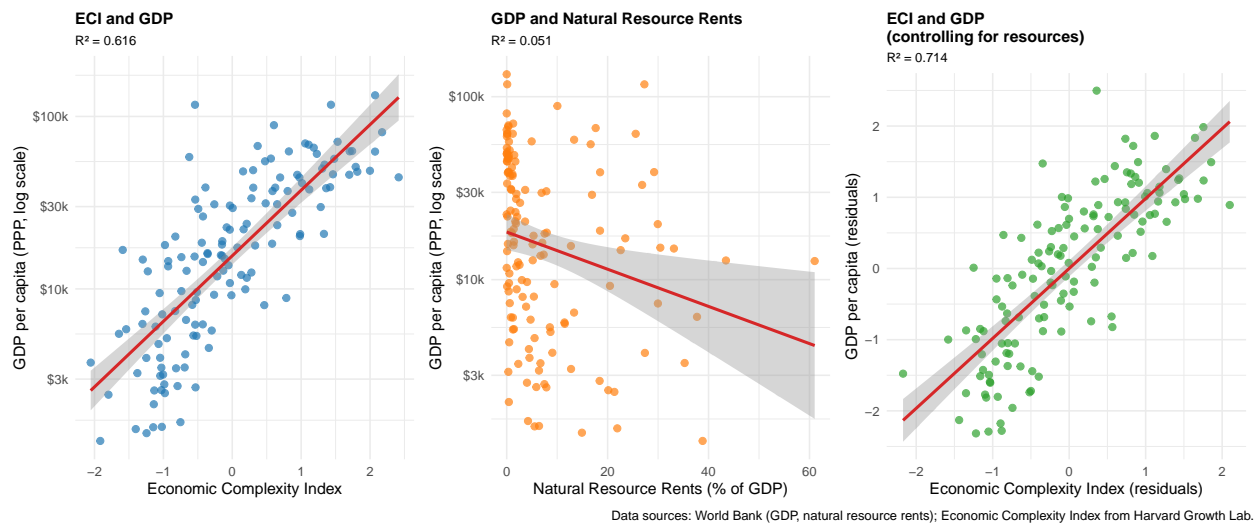 ECI and GDP
R² = 0.616
GDP per capita (PPP, log scale)
$100k
$30k
$10k
$3k
−2 −1 0 1 2
Economic Complexity Index
GDP and Natural Resource Rents
R² = 0.051
GDP per capita (PPP, log scale)
$100k
$30k
$10k
$3k
0 20 40 60
Natural Resource Rents (% of GDP)
ECI and GDP
(controlling for resources)
R² = 0.714
GDP per capita (residuals)
2
1
0
−1
−2
−2 −1 0 1 2
Economic Complexity Index (residuals)
Data sources: World Bank (GDP, natural resource rents); Economic Complexity Index from Harvard Growth Lab.